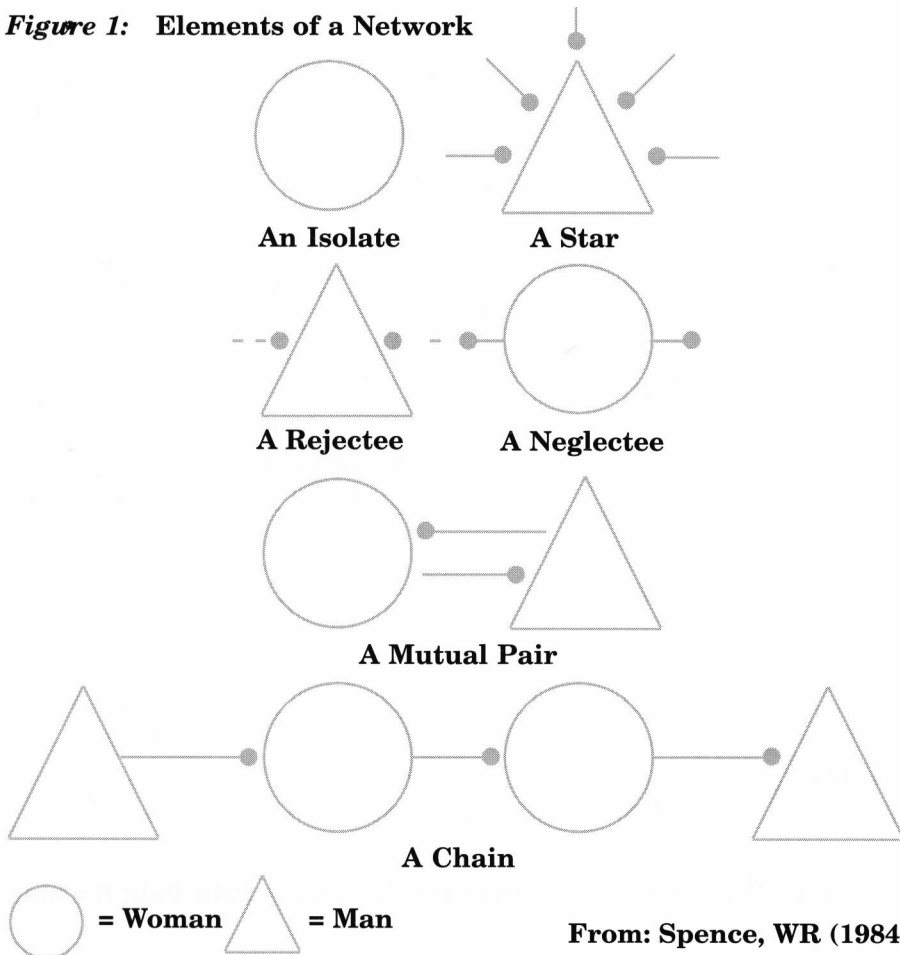 Figure 1: Elements of a Network
An Isolate
A Star
A Rejectee
A Neglectee
A Mutual Pair
A Chain
= Woman
= Man
From: Spence, WR (1984